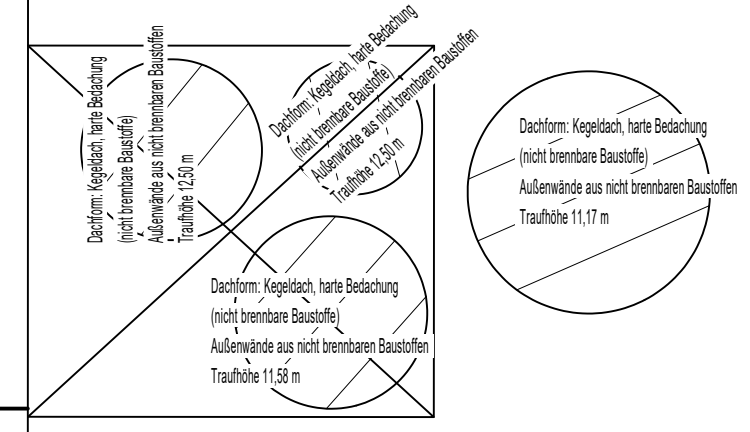 Dachform: Kegeldach, harte Bedachung
(nicht brennbare Baustoffe)
Außenwände aus nicht brennbaren Baustoffen
Traufhöhe 12,50 m
Dachform: Kegeldach, harte Bedachung
(nicht brennbare Baustoffe)
Außenwände aus nicht brennbaren Baustoffen
Traufhöhe 12,50 m
Dachform: Kegeldach, harte Bedachung
(nicht brennbare Baustoffe)
Außenwände aus nicht brennbaren Baustoffen
Traufhöhe 11,17 m
Dachform: Kegeldach, harte Bedachung
(nicht brennbare Baustoffe)
Außenwände aus nicht brennbaren Baustoffen
Traufhöhe 11,58 m